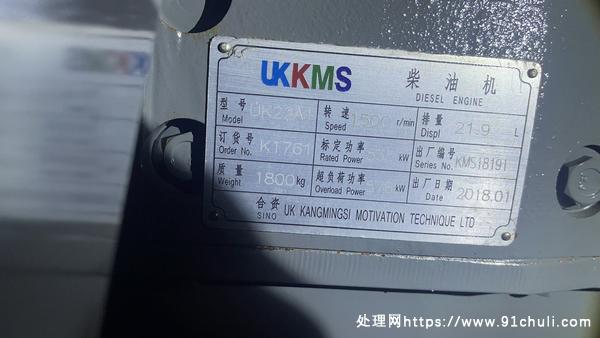 UKKMS 柴油机
DIESEL ENGINE
型号 转速 1500 r/min 排量 21.9 L
Model Speed Displ
订货号 K1761 标定功率 kW 出厂编号 KMS18191
Order No. Rated Power Series No.
质量 1800 kg 超负荷功率 kW 出厂日期 2018.01
Weight Overload Power Date
合资 UK KANGMINGSI MOTIVATION TECHNIQUE LTD
SINO
处理网https://www.91chuli.com/